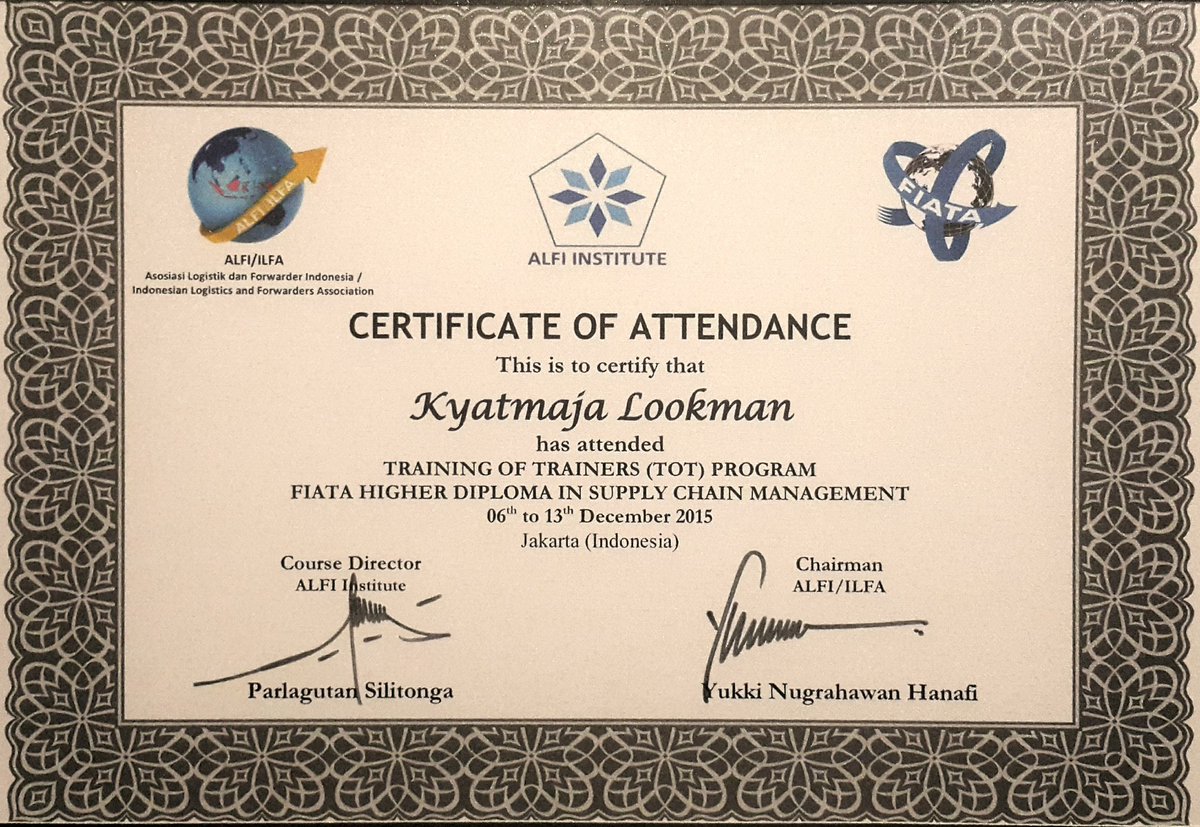 ALFI ILFA
ALFI/ILFA
Asosiasi Logistik dan Forwarder Indonesia /
Indonesian Logistics and Forwarders Association
ALFI INSTITUTE
FIATA
CERTIFICATE OF ATTENDANCE
This is to certify that
Kyatmaja Lookman
has attended
TRAINING OF TRAINERS (TOT) PROGRAM
FIATA HIGHER DIPLOMA IN SUPPLY CHAIN MANAGEMENT
06th to 13th December 2015
Jakarta (Indonesia)
Course Director
ALFI Institute
Parlagutan Silitonga
Chairman
ALFI/ILFA
Yukki Nugrahawan Hanafi